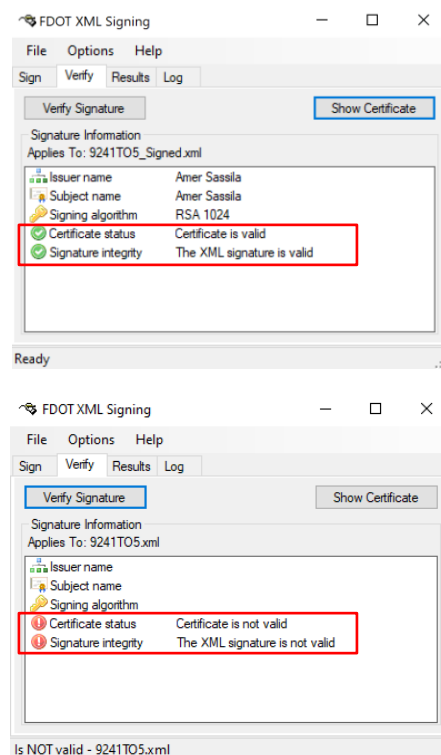 FDOT XML Signing
File Options Help
Sign Verify Results Log
Verify Signature Show Certificate
Signature Information
Applies To: 9241TO5_Signed.xml
Issuer name Amer Sassila
Subject name Amer Sassila
Signing algorithm RSA 1024
Certificate status Certificate is valid
Signature integrity The XML signature is valid
Ready
FDOT XML Signing
File Options Help
Sign Verify Results Log
Verify Signature Show Certificate
Signature Information
Applies To: 9241TO5.xml
Issuer name
Subject name
Signing algorithm
Certificate status Certificate is not valid
Signature integrity The XML signature is not valid
Is NOT valid - 9241TO5.xml